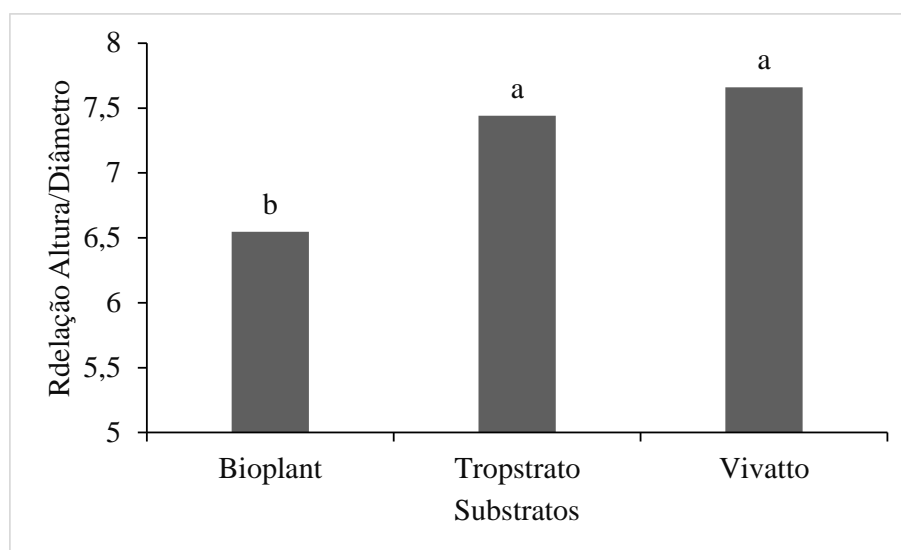 Rdelação Altura/Diâmetro
8
7,5
7
6,5
6
5,5
5
b
a
a
Bioplant
Tropstrato
Vivatto
Substratos